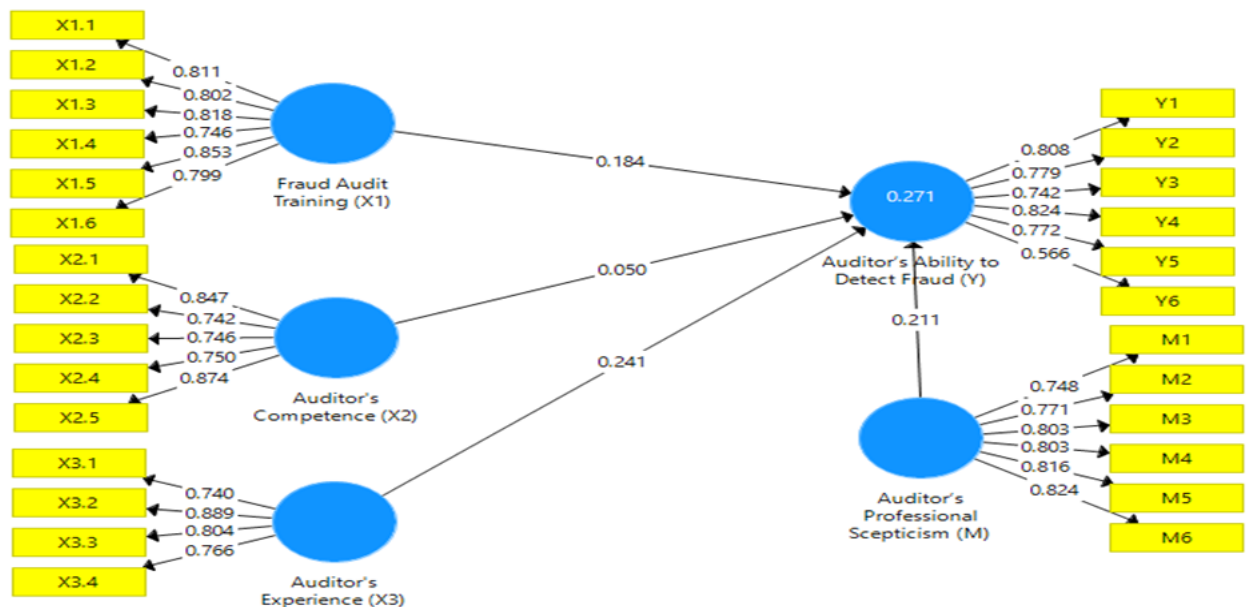 X1.1
X1.2
X1.3
X1.4
X1.5
X1.6
0.811
0.802
0.818
0.746
0.853
0.799
Fraud Audit
Training (X1)
X2.1
X2.2
X2.3
X2.4
X2.5
0.847
0.742
0.746
0.750
0.874
Auditor's
Competence (X2)
X3.1
X3.2
X3.3
X3.4
0.740
0.889
0.804
0.766
Auditor's
Experience (X3)
0.184
0.050
0.241
0.211
0.271
Auditor's Ability to
Detect Fraud (Y)
0.808
0.779
0.742
0.824
0.772
0.566
Y1
Y2
Y3
Y4
Y5
Y6
Auditor's
Professional
Scepticism (M)
0.748
0.771
0.803
0.803
0.816
0.824
M1
M2
M3
M4
M5
M6